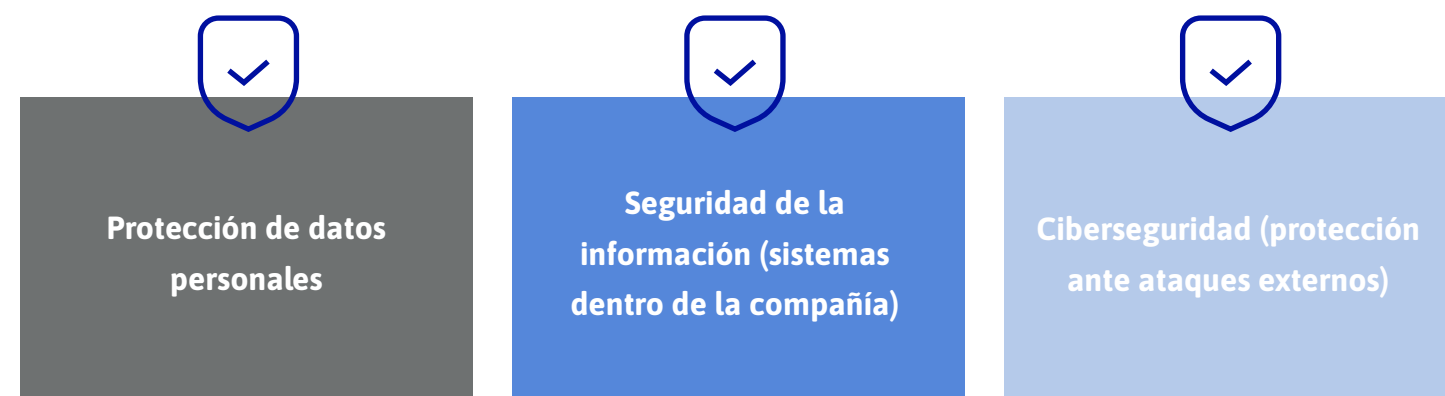 Protección de datos
personales
Seguridad de la
información (sistemas
dentro de la compañía)
Ciberseguridad (protección
ante ataques externos)